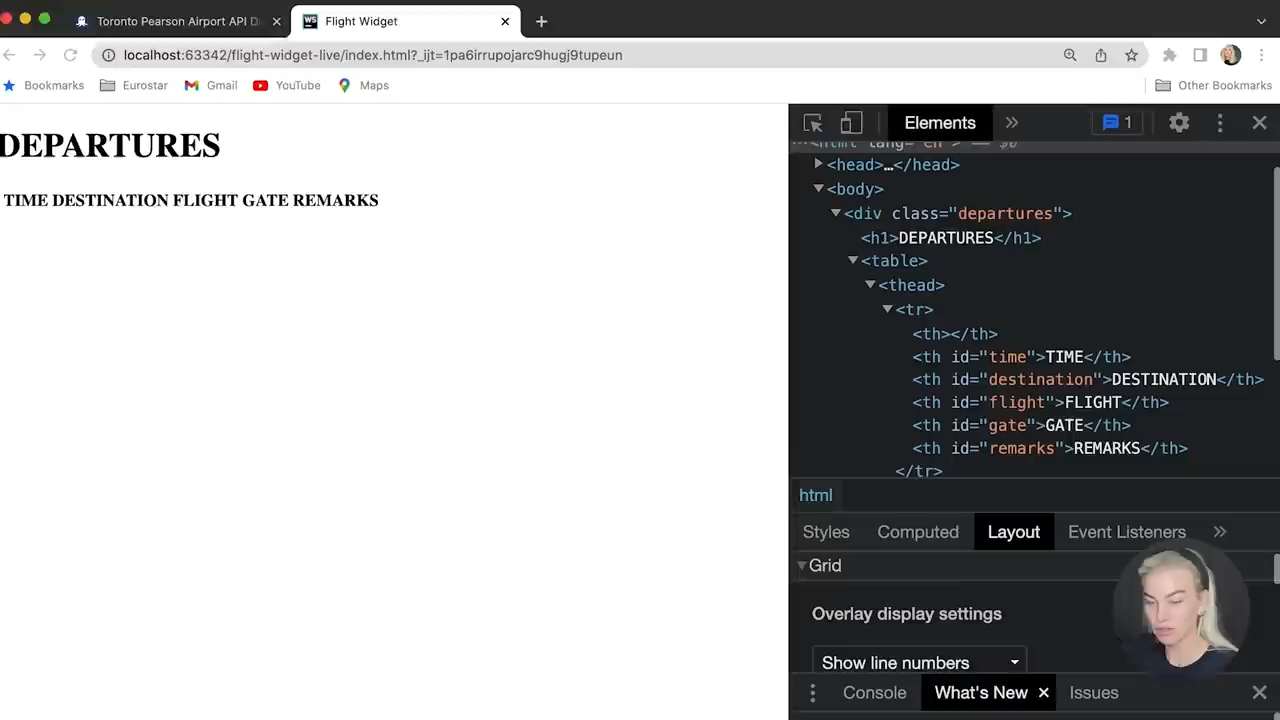 Toronto Pearson Airport API D
Flight Widget
localhost:63342/flight-widget-live/index.html?_ijt=1pa6irrupojarc9hugj9tupeun
Bookmarks Eurostar Gmail YouTube Maps Other Bookmarks
DEPARTURES
TIME DESTINATION FLIGHT GATE REMARKS
Elements » 1
<head>…</head>
<body>
<div class="departures">
<h1>DEPARTURES</h1>
<table>
<thead>
<tr>
<th></th>
<th id="time">TIME</th>
<th id="destination">DESTINATION</th>
<th id="flight">FLIGHT</th>
<th id="gate">GATE</th>
<th id="remarks">REMARKS</th>
</tr>
html
Styles Computed Layout Event Listeners »
Grid
Overlay display settings
Show line numbers
Console What's New Issues